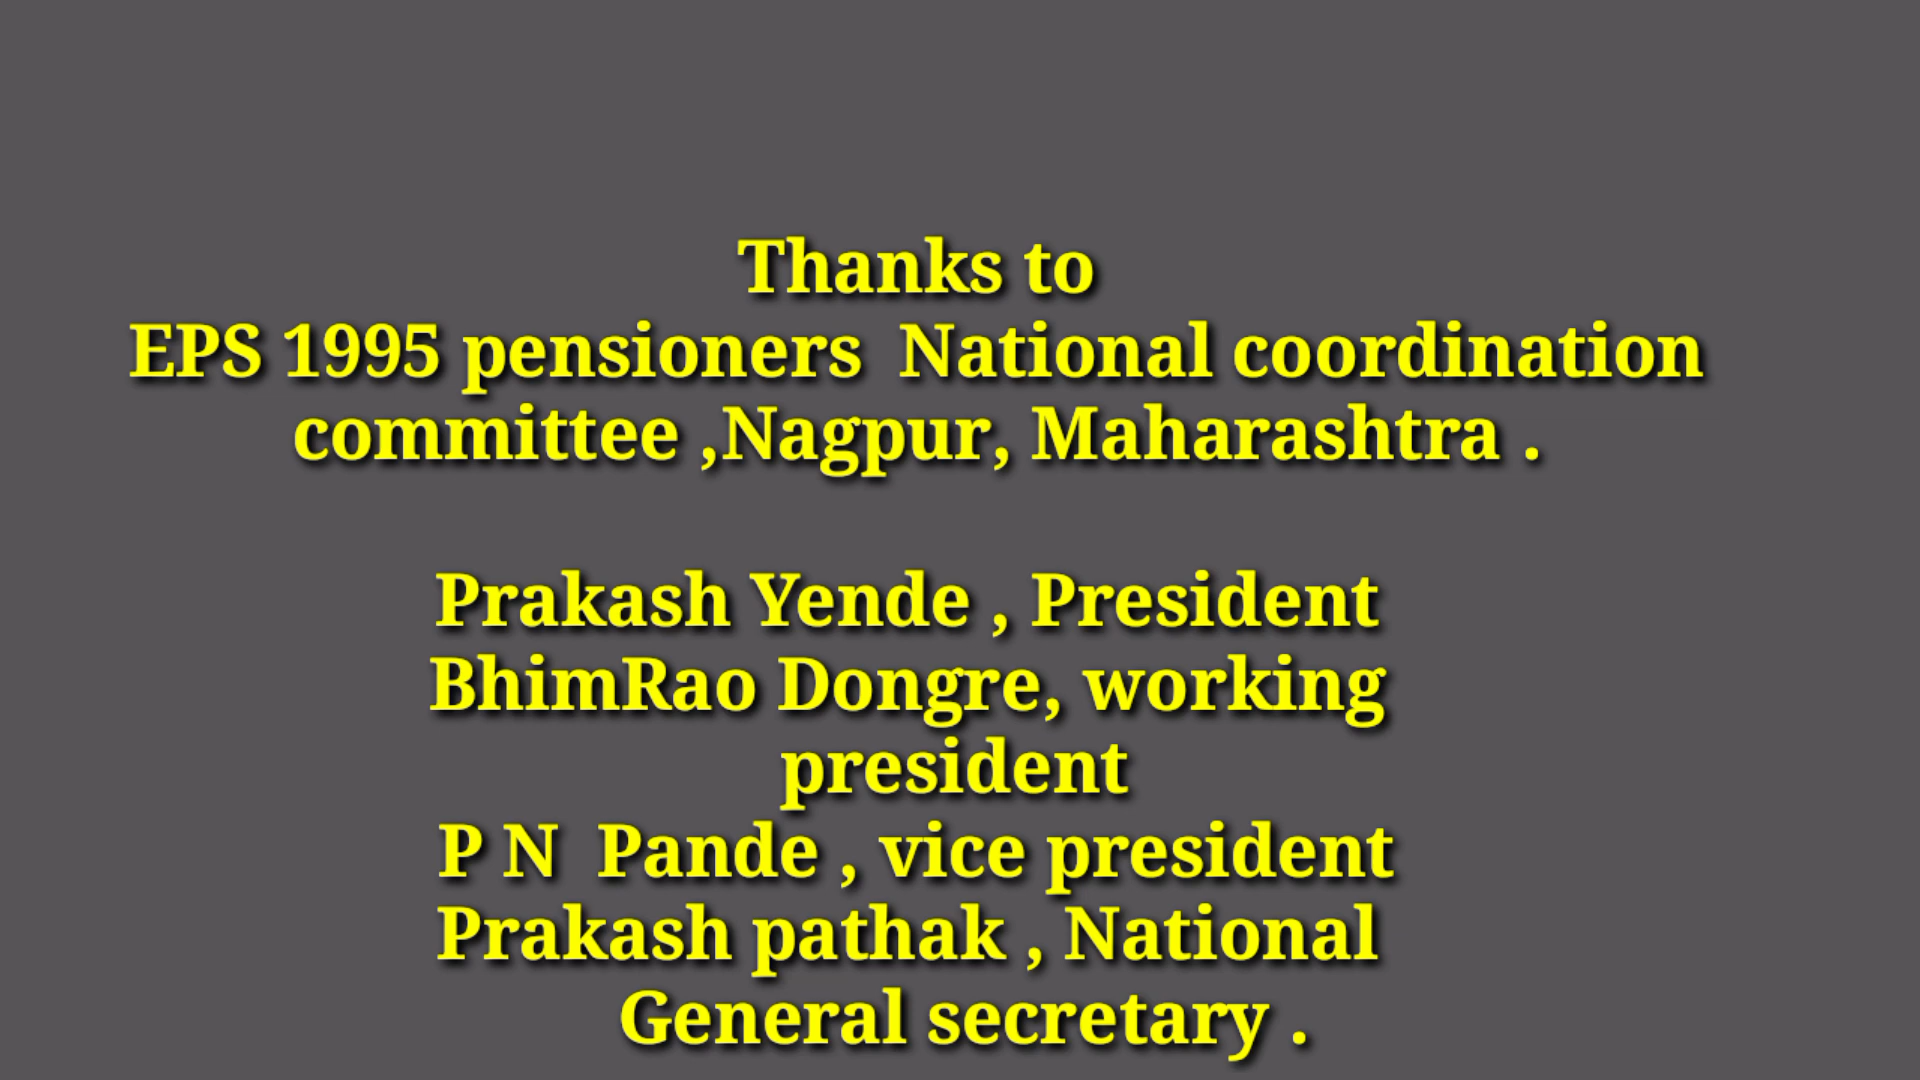 Thanks to
EPS 1995 pensioners  National coordination
committee ,Nagpur, Maharashtra .
Prakash Yende , President
BhimRao Dongre, working
president
P N  Pande , vice president
Prakash pathak , National
General secretary .